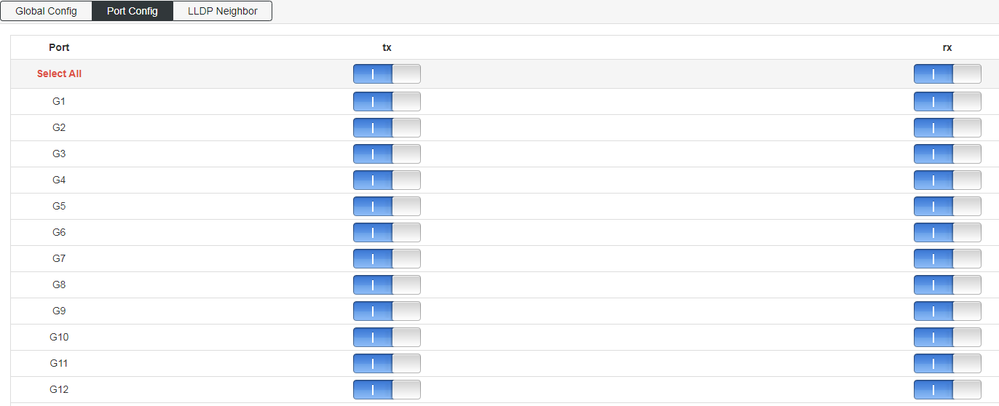 Global Config Port Config LLDP Neighbor
Port tx rx
Select All
G1
G2
G3
G4
G5
G6
G7
G8
G9
G10
G11
G12